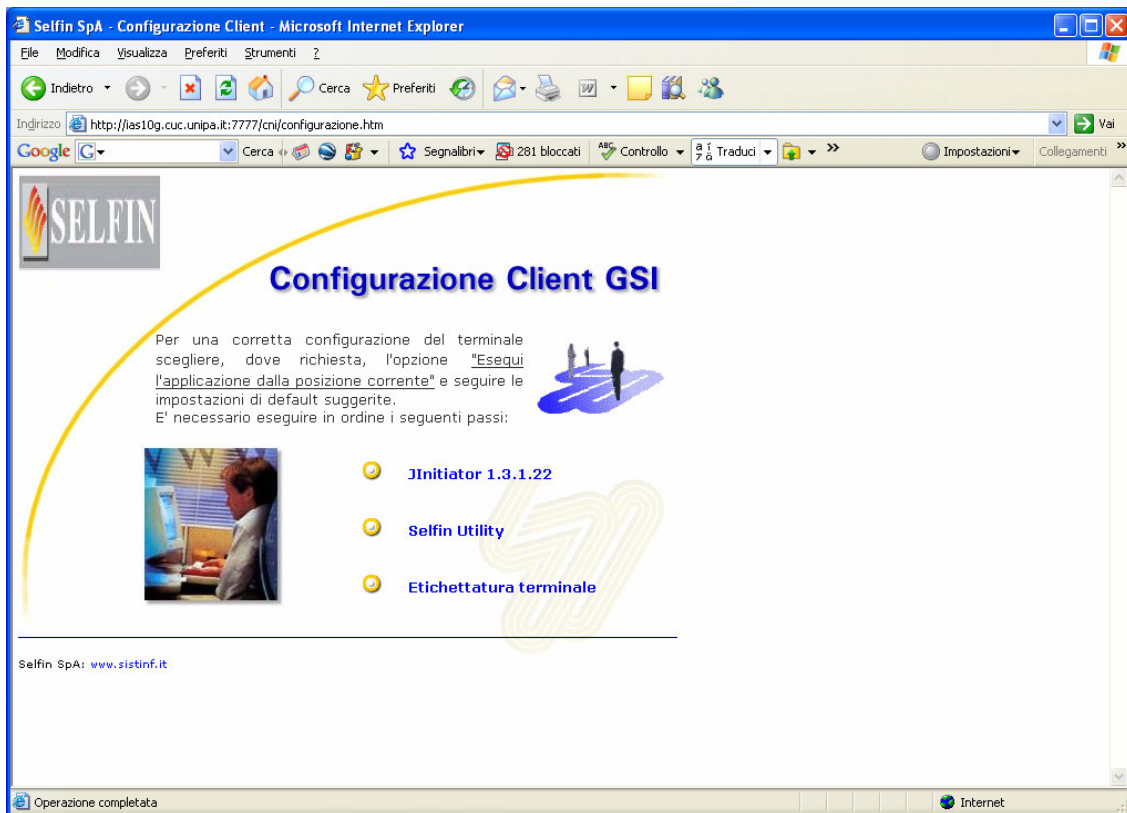 Selfin SpA - Configurazione Client - Microsoft Internet Explorer
File Modifica Visualizza Preferiti Strumenti ?
Indietro Cerca Preferiti
Indirizzo http://ias10g.cuc.unipa.it:7777/cni/configurazione.htm Vai
Google G Cerca Segnalibri 281 bloccati ABC Controllo Traduci » Impostazioni Collegamenti »
SELFIN
Configurazione Client GSI
Per una corretta configurazione del terminale
scegliere, dove richiesta, l'opzione "Esequi
l'applicazione dalla posizione corrente" e seguire le
impostazioni di default suggerite.
E' necessario eseguire in ordine i seguenti passi:
JInitiator 1.3.1.22
Selfin Utility
Etichettatura terminale
Selfin SpA: www.sistinf.it
Operazione completata Internet